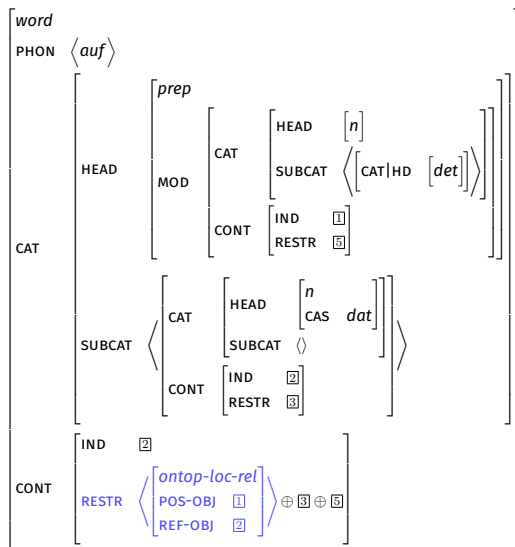 word
PHON ⟨auf⟩
prep
HEAD [n]
CAT
SUBCAT ⟨[CAT|HD [det]]⟩
HEAD
MOD
IND 1
CONT
RESTR 5
CAT
n
HEAD
CAS dat
CAT
SUBCAT ⟨⟩
SUBCAT
IND 2
CONT
RESTR 3
IND 2
ontop-loc-rel
CONT
RESTR ⟨ POS-OBJ 1 ⟩ ⊕ 3 ⊕ 5
REF-OBJ 2